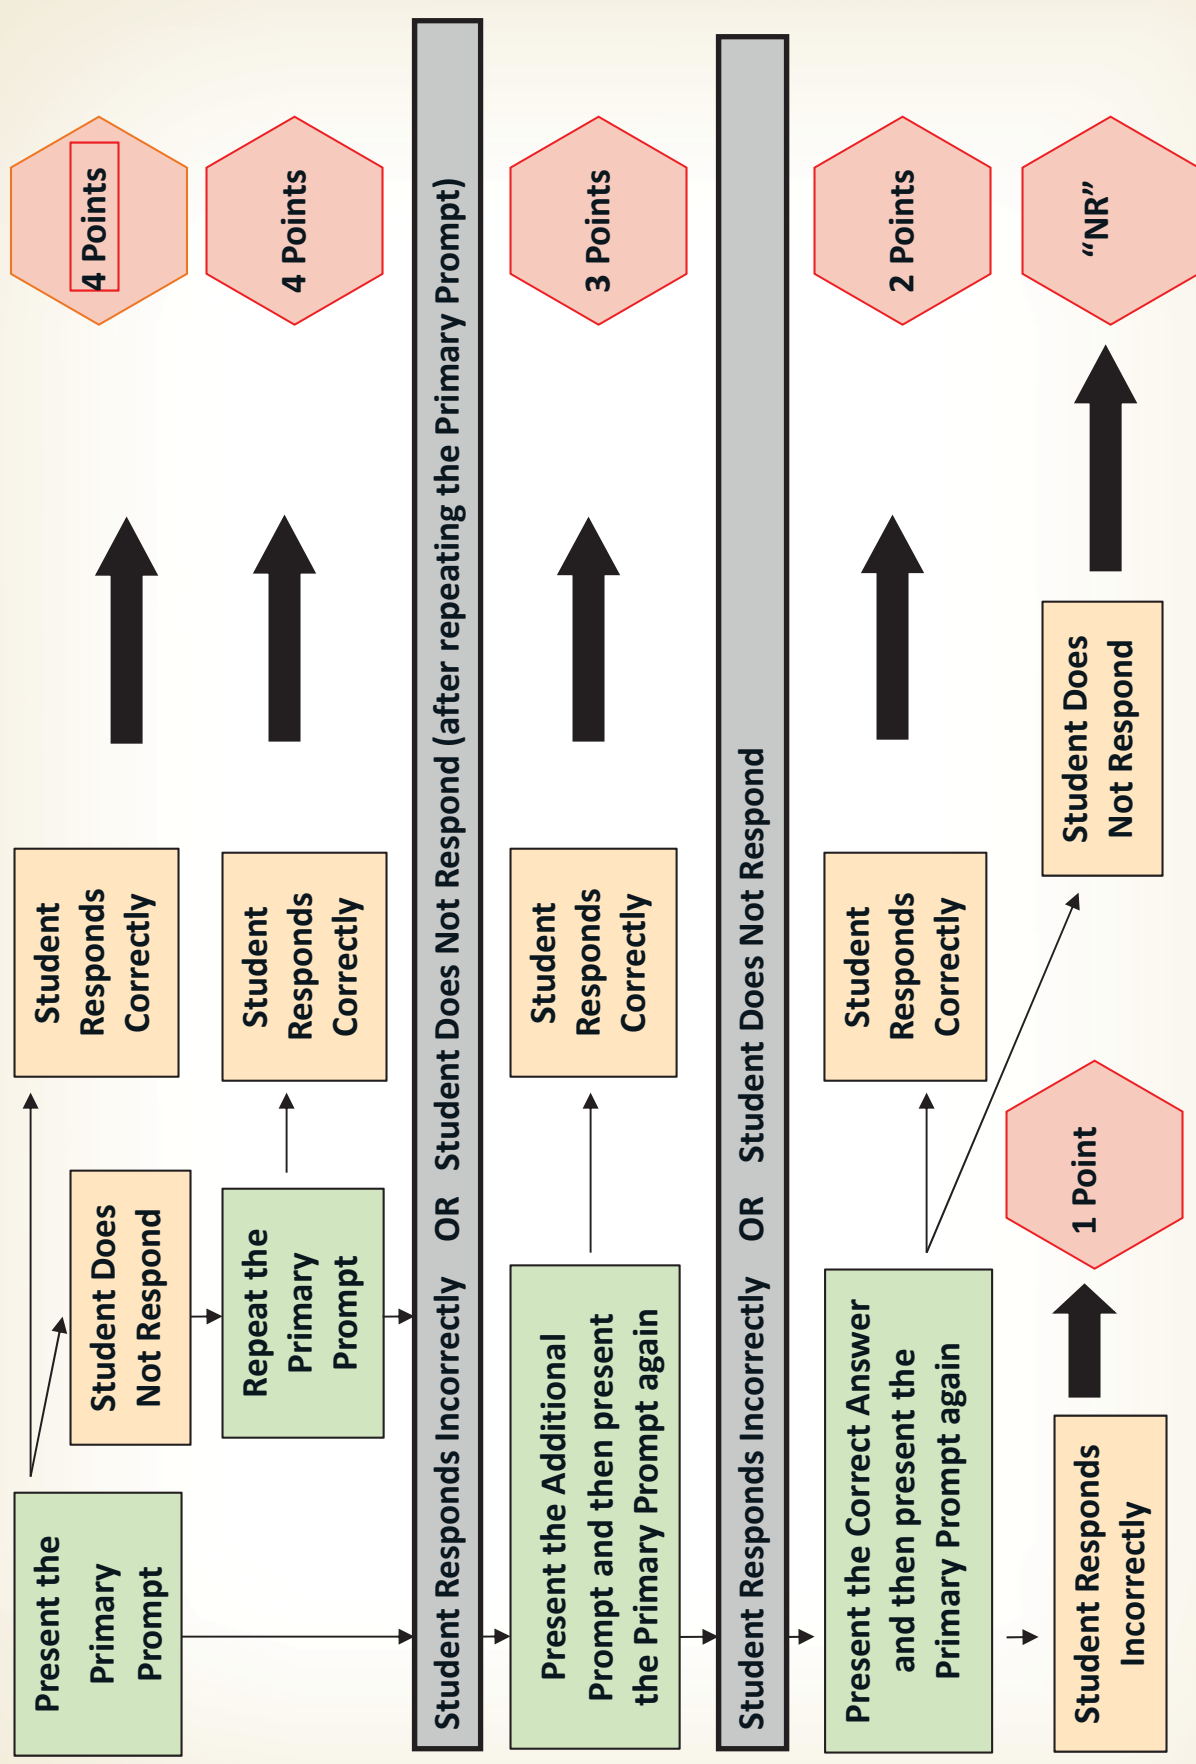 Present the
Primary
Prompt
Student Does
Not Respond
Student
Responds
Correctly
4 Points
Repeat the
Primary
Prompt
Student
Responds
Correctly
4 Points
Student Responds Incorrectly OR Student Does Not Respond (after repeating the Primary Prompt)
Present the Additional
Prompt and then present
the Primary Prompt again
Student
Responds
Correctly
3 Points
Student Responds Incorrectly OR Student Does Not Respond
Present the Correct Answer
and then present the
Primary Prompt again
Student
Responds
Correctly
2 Points
Student Responds
Incorrectly
1 Point
Student Does
Not Respond
“NR”